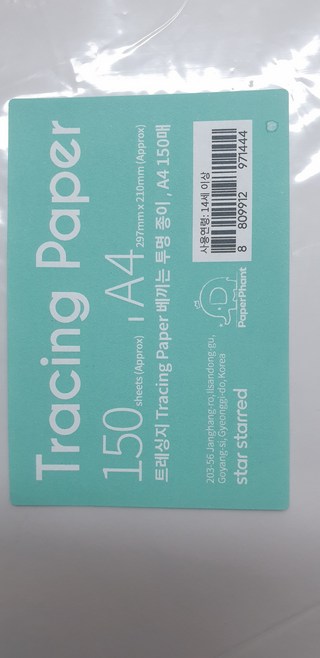 Tracing Paper
150 sheets (Approx) | A4 297mm x 210mm (Approx)
트레싱지 Tracing Paper 베끼는 투명 종이 , A4 150매
203-56 Janghang-ro, Ilsandong-gu,
Goyang-si, Gyeonggi-do, Korea
star starred
PaperPhant
사용연령: 14세 이상
8 809912 971444